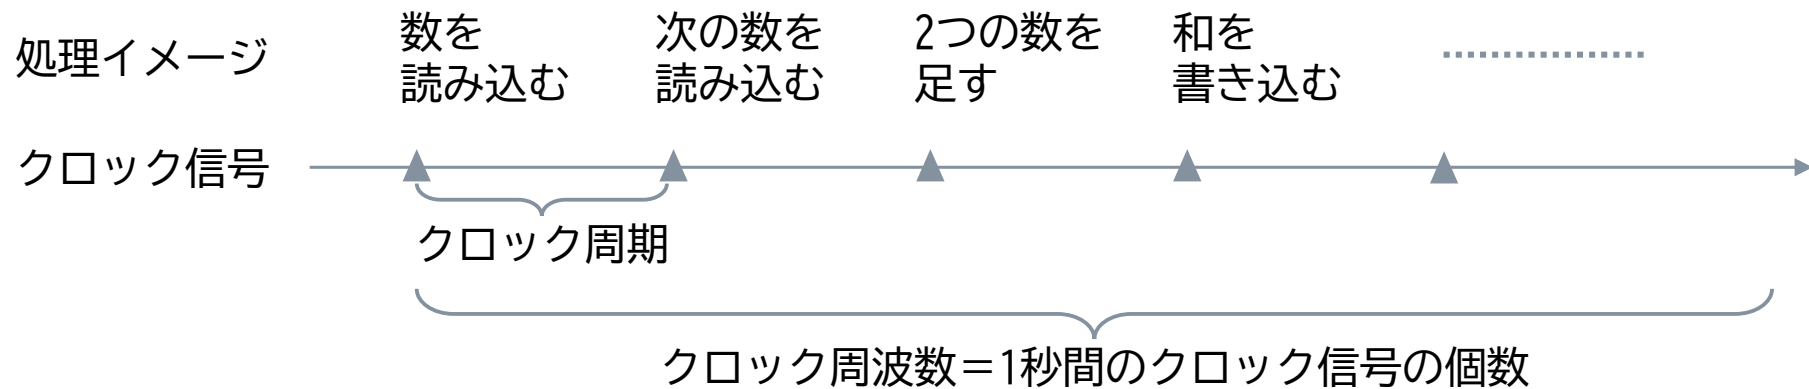 処理イメージ
数を
読み込む
次の数を
読み込む
2つの数を
足す
和を
書き込む
クロック信号
クロック周期
クロック周波数＝1秒間のクロック信号の個数